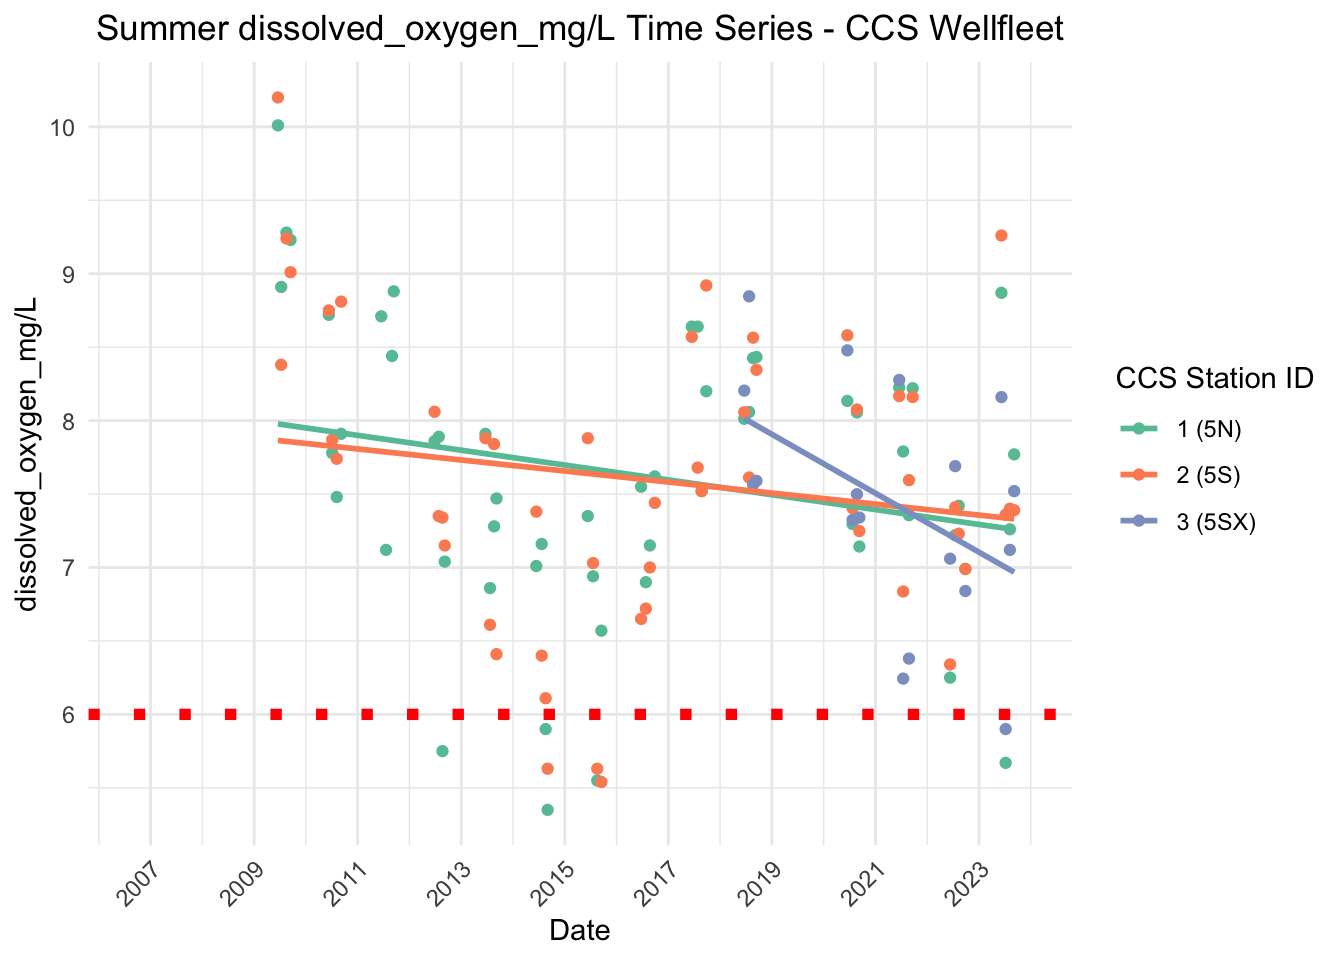 Summer dissolved_oxygen_mg/L Time Series - CCS Wellfleet
dissolved_oxygen_mg/L
10
9
8
7
6
2007
2009
2011
2013
2015
2017
2019
2021
2023
Date
CCS Station ID
1 (5N)
2 (5S)
3 (5SX)